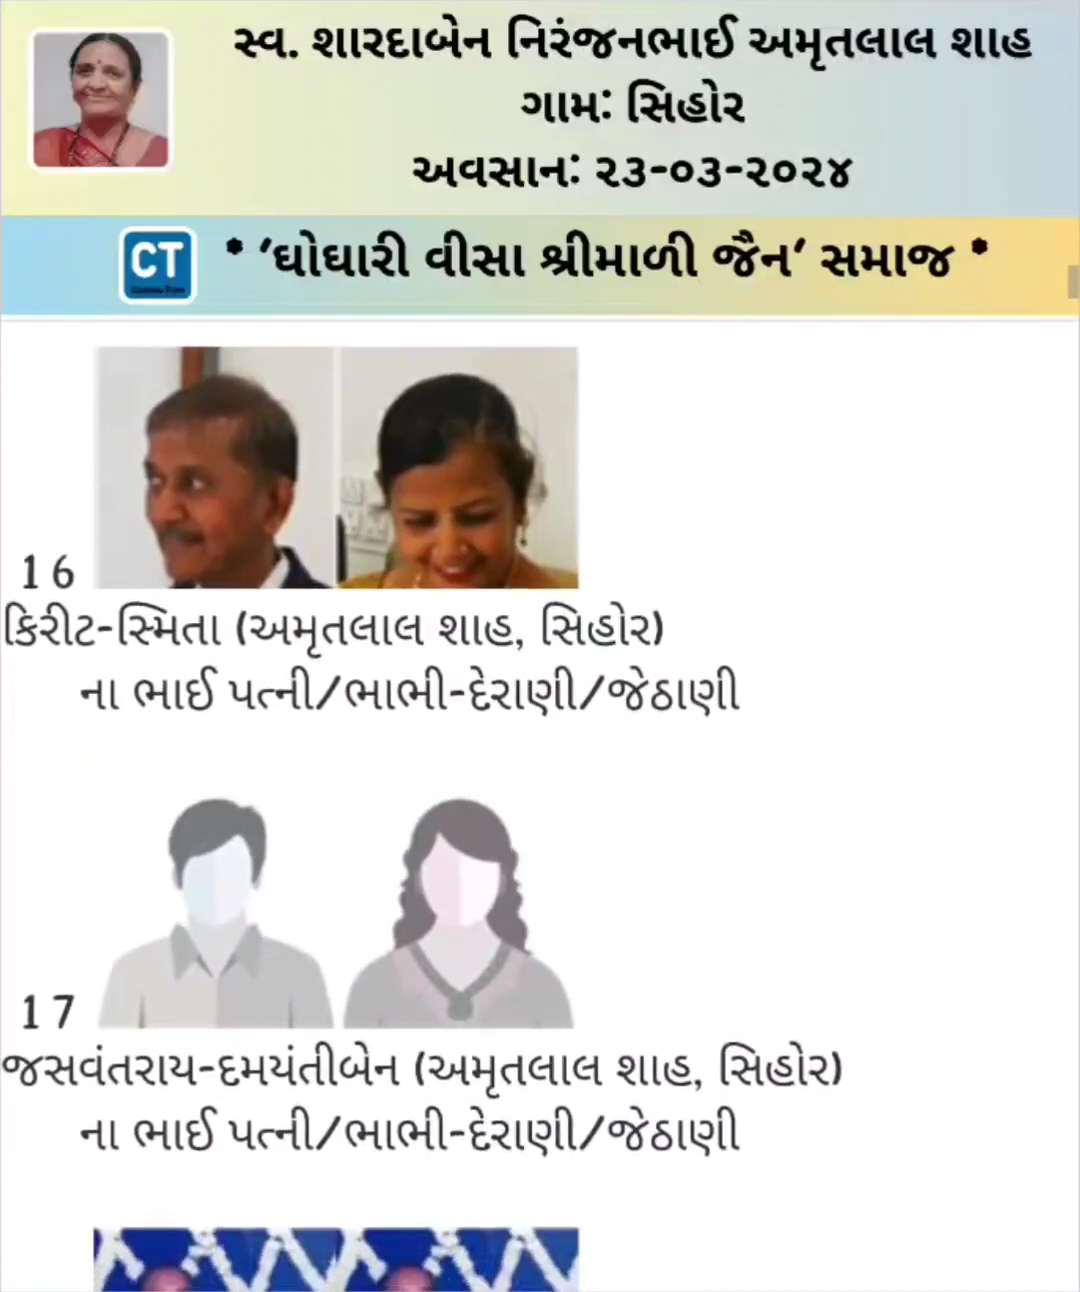 સ્વ. શારદાબેન નિરંજનભાઈ અમૃતલાલ શાહ
ગામ: સિહોર
અવસાન: ૨૩-૦૩-૨૦૨૪
CT
* ‘ઘોઘારી વીસા શ્રીમાળી જૈન’ સમાજ *
16
કિરીટ-સ્મિતા (અમૃતલાલ શાહ, સિહોર)
ના ભાઈ પત્ની/ભાભી-દેરાણી/જેઠાણી
17
જસવંતરાય-દમયંતીબેન (અમૃતલાલ શાહ, સિહોર)
ના ભાઈ પત્ની/ભાભી-દેરાણી/જેઠાણી